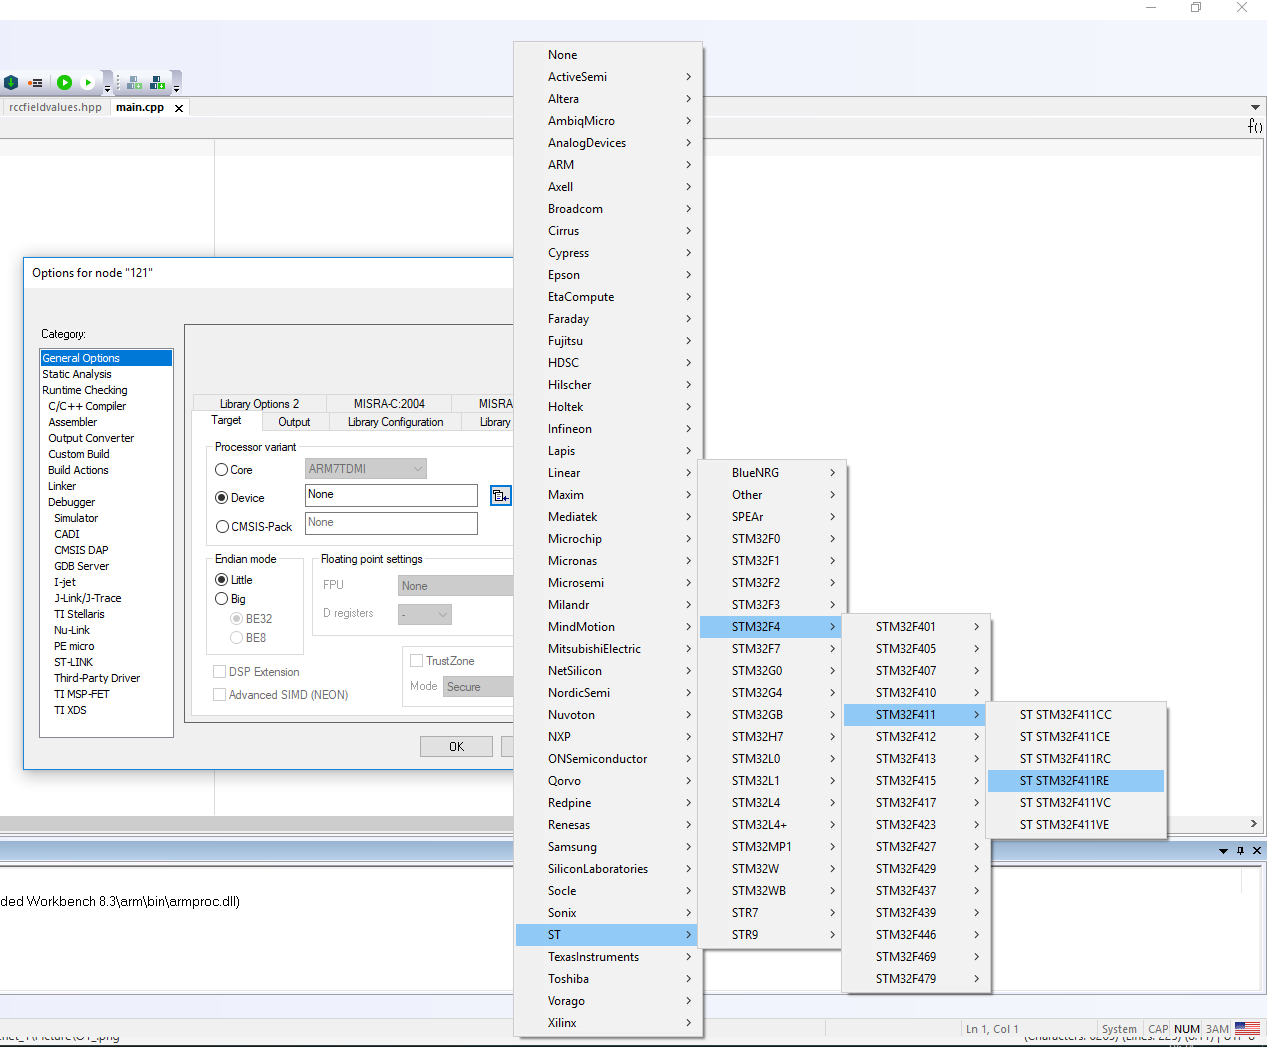 rccfieldvalues.hpp main.cpp
f()
Options for node "121"
Category:
General Options
Static Analysis
Runtime Checking
C/C++ Compiler
Assembler
Output Converter
Custom Build
Build Actions
Linker
Debugger
Simulator
CADI
CMSIS DAP
GDB Server
I-jet
J-Link/J-Trace
TI Stellaris
Nu-Link
PE micro
ST-LINK
Third-Party Driver
TI MSP-FET
TI XDS
Library Options 2 MISRA-C:2004 MISRA
Target Output Library Configuration Library
Processor variant
Core ARM7TDMI
Device None
CMSIS-Pack None
Endian mode
Little
Big
BE32
BE8
Floating point settings
FPU None
D registers -
DSP Extension
Advanced SIMD (NEON)
TrustZone
Mode Secure
OK
None
ActiveSemi
Altera
AmbiqMicro
AnalogDevices
ARM
Axell
Broadcom
Cirrus
Cypress
Epson
EtaCompute
Faraday
Fujitsu
HDSC
Hilscher
Holtek
Infineon
Lapis
Linear
Maxim
Mediatek
Microchip
Micronas
Microsemi
Milandr
MindMotion
MitsubishiElectric
NetSilicon
NordicSemi
Nuvoton
NXP
ONSemiconductor
Qorvo
Redpine
Renesas
Samsung
SiliconLaboratories
Socle
Sonix
ST
TexasInstruments
Toshiba
Vorago
Xilinx
BlueNRG
Other
SPEAr
STM32F0
STM32F1
STM32F2
STM32F3
STM32F4
STM32F7
STM32G0
STM32G4
STM32GB
STM32H7
STM32L0
STM32L1
STM32L4
STM32L4+
STM32MP1
STM32W
STM32WB
STR7
STR9
STM32F401
STM32F405
STM32F407
STM32F410
STM32F411
STM32F412
STM32F413
STM32F415
STM32F417
STM32F423
STM32F427
STM32F429
STM32F437
STM32F439
STM32F446
STM32F469
STM32F479
ST STM32F411CC
ST STM32F411CE
ST STM32F411RC
ST STM32F411RE
ST STM32F411VC
ST STM32F411VE
ded Workbench 8.3\arm\bin\armproc.dll)
Ln 1, Col 1 System CAP NUM ЗАМ